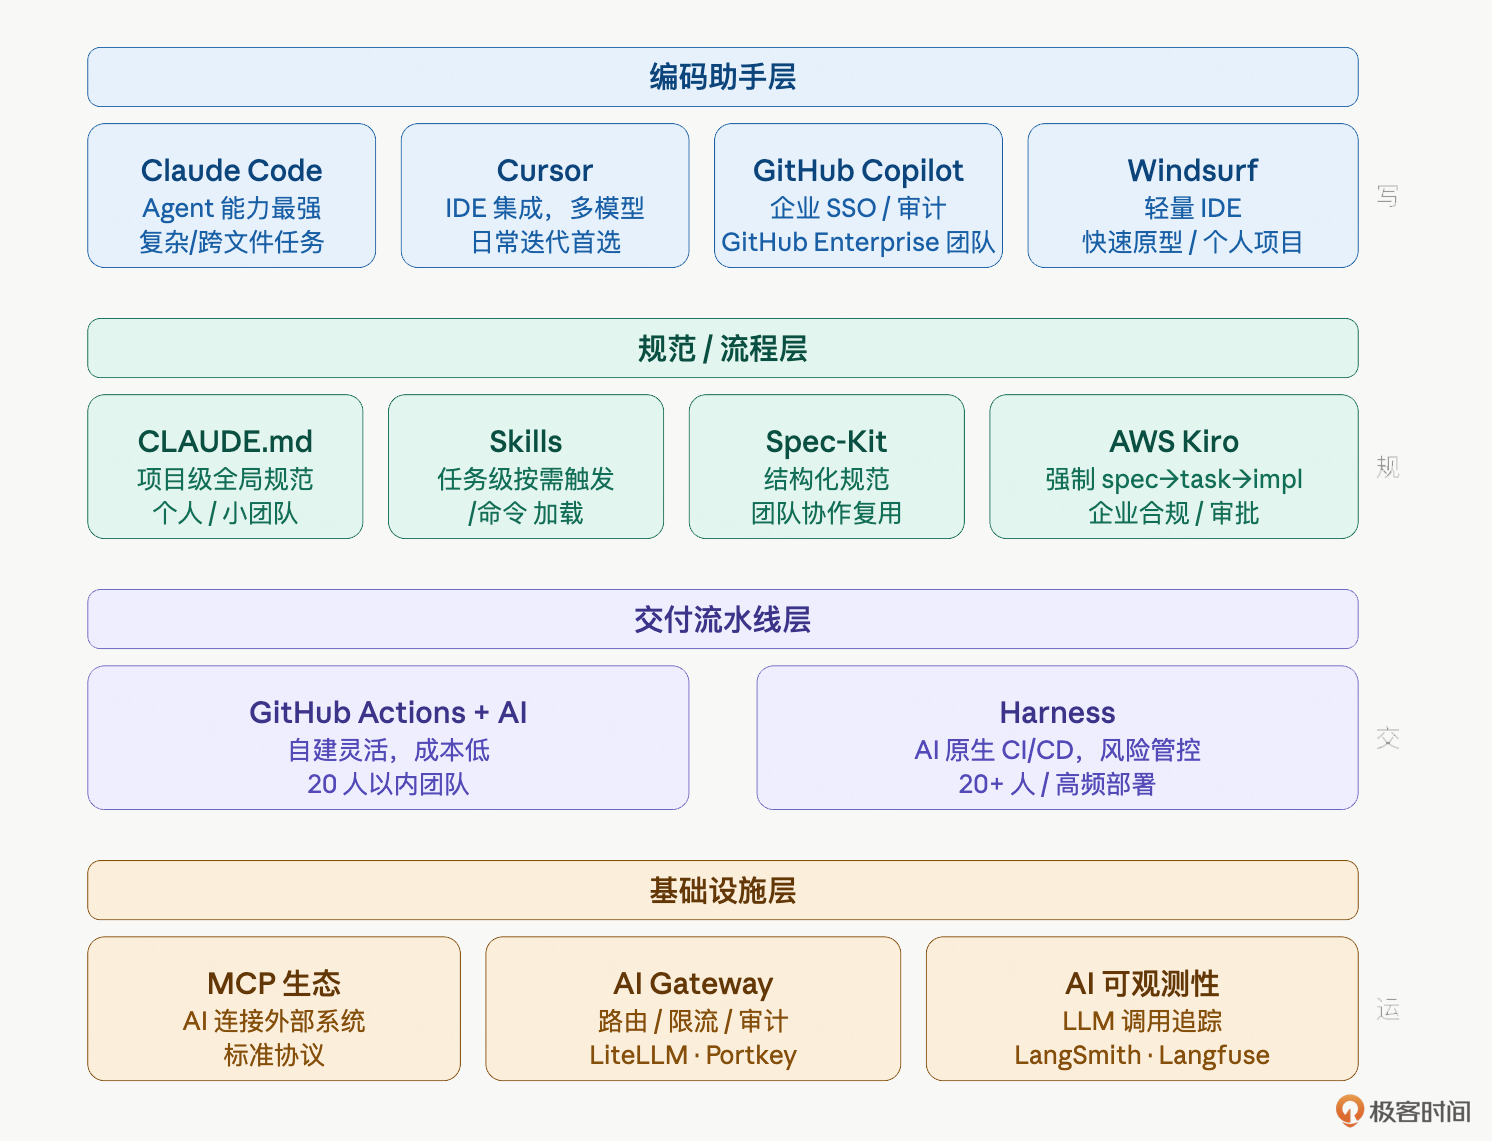 编码助手层
Claude Code
Agent 能力最强
复杂/跨文件任务
Cursor
IDE 集成，多模型
日常迭代首选
GitHub Copilot
企业 SSO / 审计
GitHub Enterprise 团队
Windsurf
轻量 IDE
快速原型 / 个人项目
写
规范 / 流程层
CLAUDE.md
项目级全局规范
个人 / 小团队
Skills
任务级按需触发
/命令 加载
Spec-Kit
结构化规范
团队协作复用
AWS Kiro
强制 spec→task→impl
企业合规 / 审批
规
交付流水线层
GitHub Actions + AI
自建灵活，成本低
20 人以内团队
Harness
AI 原生 CI/CD，风险管控
20+ 人 / 高频部署
交
基础设施层
MCP 生态
AI 连接外部系统
标准协议
AI Gateway
路由 / 限流 / 审计
LiteLLM · Portkey
AI 可观测性
LLM 调用追踪
LangSmith · Langfuse
运
极客时间